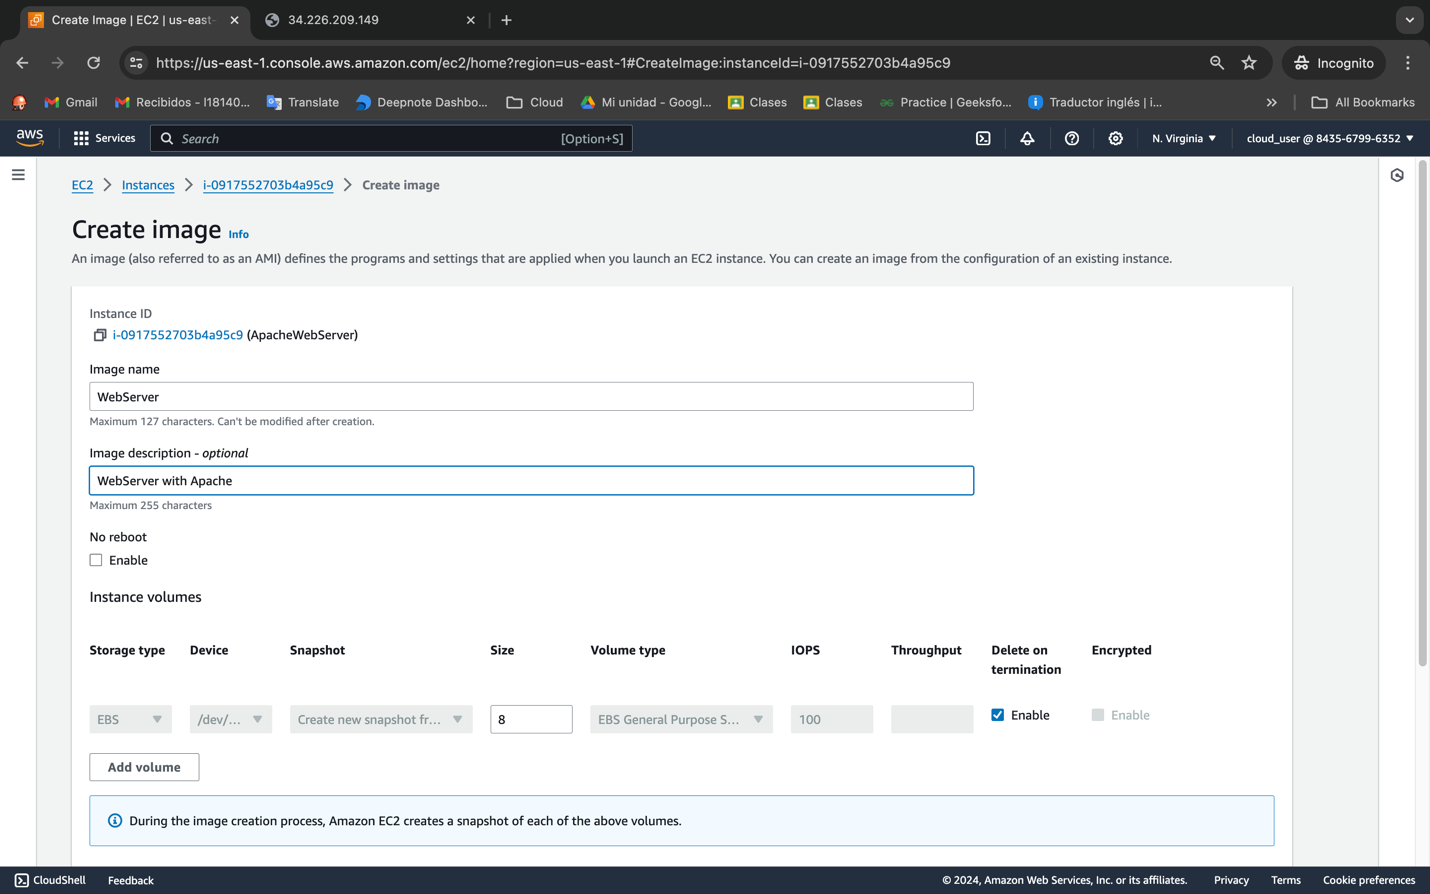 Create Image | EC2 | us-east-
34.226.209.149
https://us-east-1.console.aws.amazon.com/ec2/home?region=us-east-1#CreateImage:instanceId=i-0917552703b4a95c9
Incognito
Gmail
Recibidos - l18140...
Translate
Deepnote Dashbo...
Cloud
Mi unidad - Googl...
Clases
Clases
Practice | Geeksfo...
Traductor inglés | i...
All Bookmarks
aws
Services
Search
[Option+S]
N. Virginia
cloud_user @ 8435-6799-6352
EC2 > Instances > i-0917552703b4a95c9 > Create image
Create image Info
An image (also referred to as an AMI) defines the programs and settings that are applied when you launch an EC2 instance. You can create an image from the configuration of an existing instance.
Instance ID
i-0917552703b4a95c9 (ApacheWebServer)
Image name
WebServer
Maximum 127 characters. Can't be modified after creation.
Image description - optional
WebServer with Apache
Maximum 255 characters
No reboot
Enable
Instance volumes
Storage type
Device
Snapshot
Size
Volume type
IOPS
Throughput
Delete on
termination
Encrypted
EBS
/dev/...
Create new snapshot fr...
8
EBS General Purpose S...
100
Enable
Enable
Add volume
During the image creation process, Amazon EC2 creates a snapshot of each of the above volumes.
CloudShell
Feedback
© 2024, Amazon Web Services, Inc. or its affiliates.
Privacy
Terms
Cookie preferences